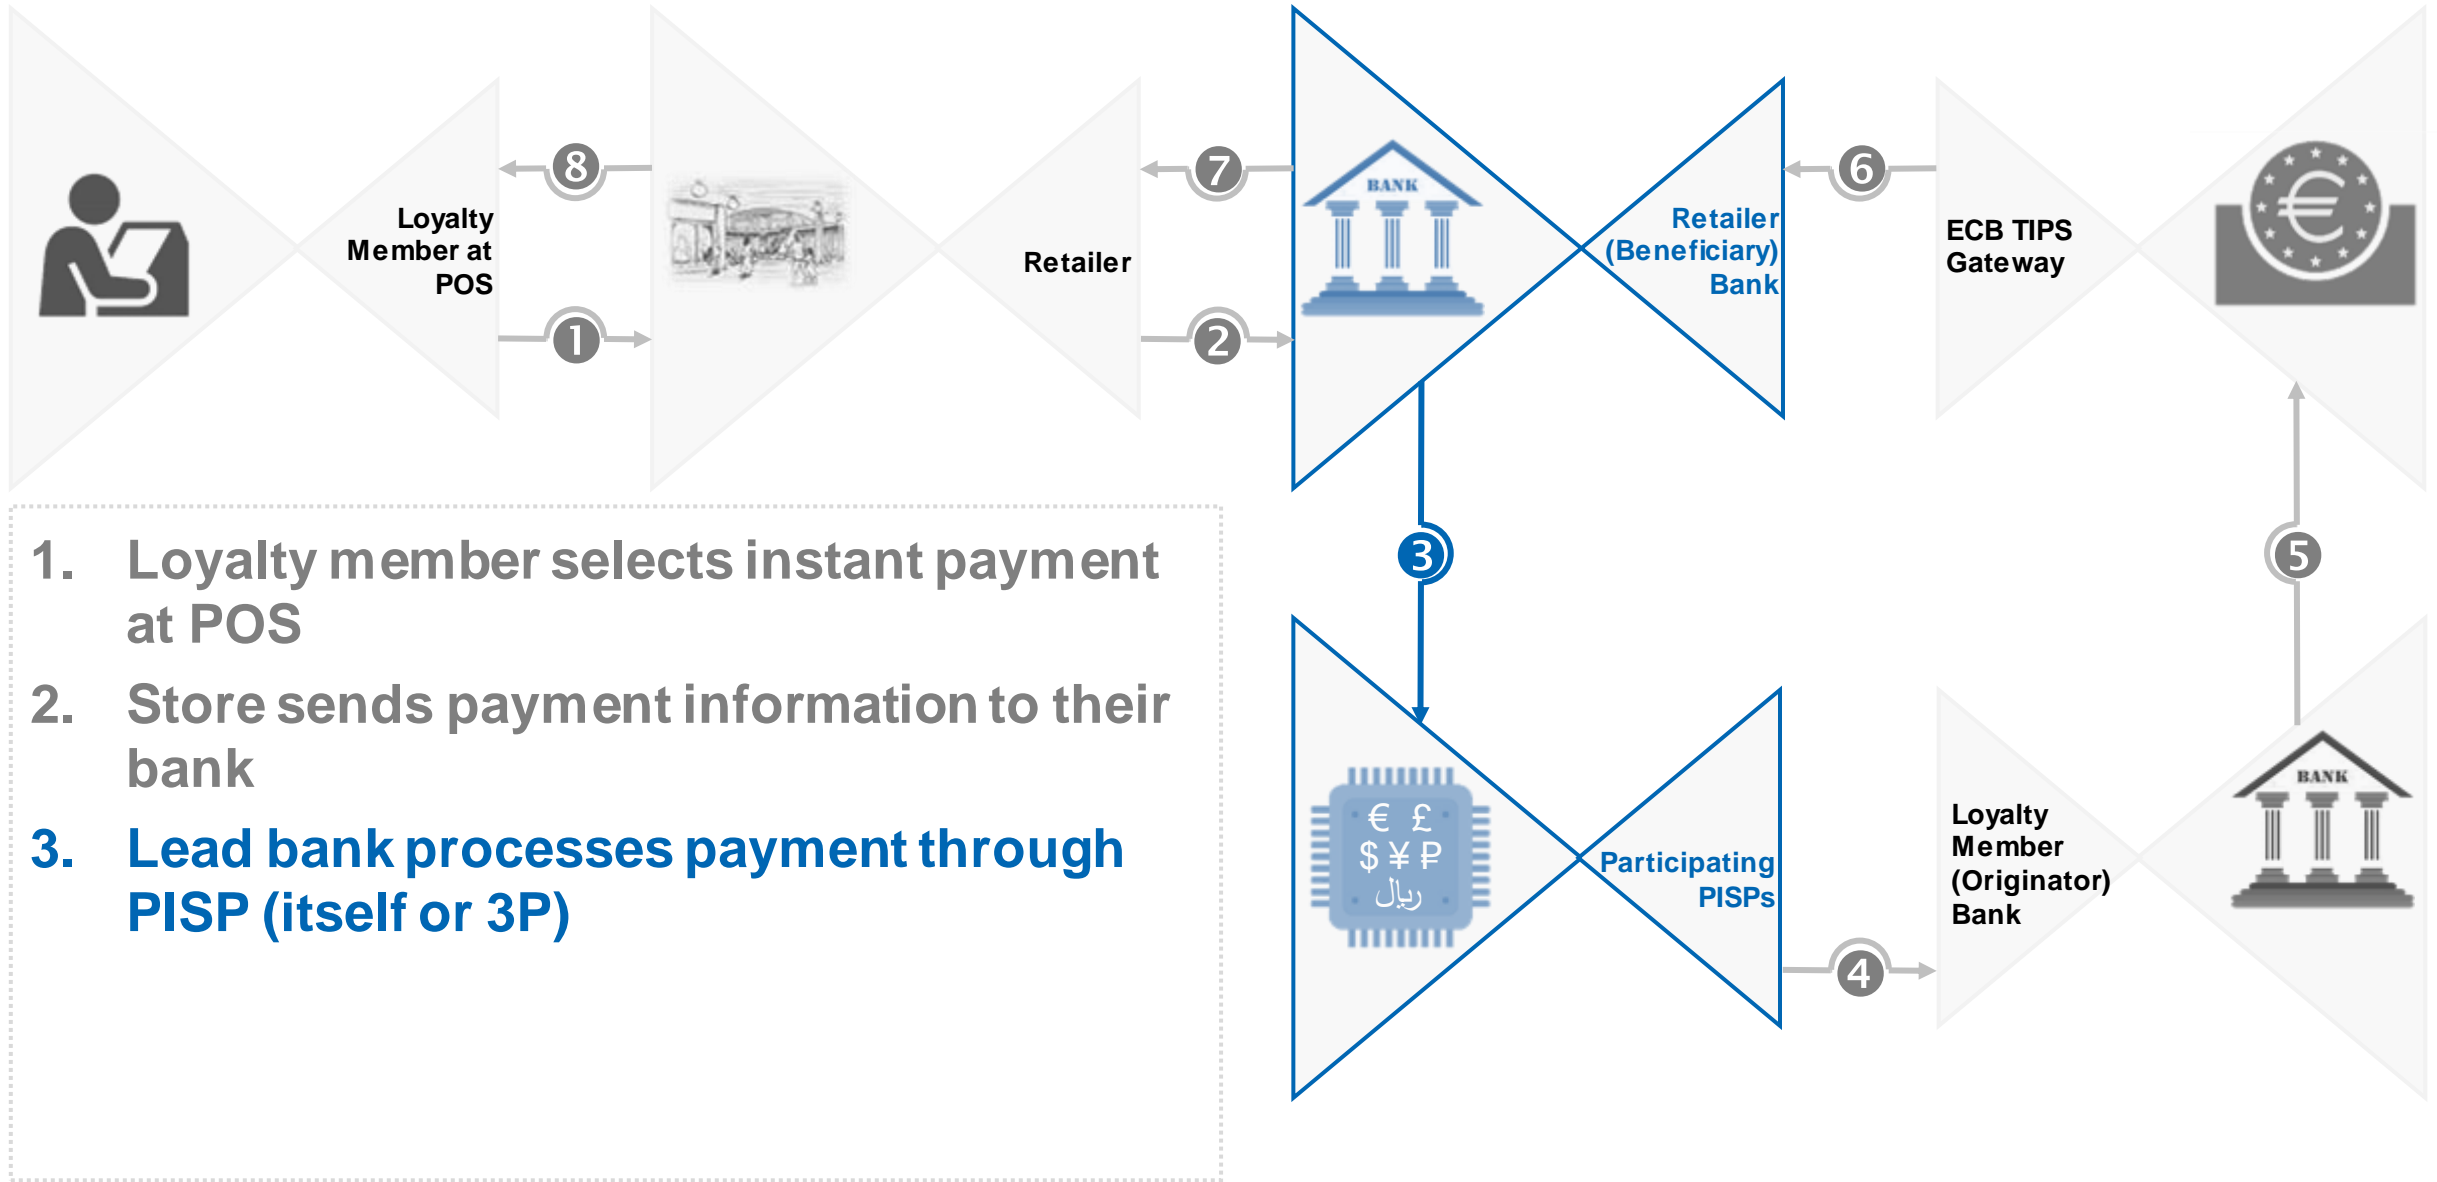 8
7
6
BANK
Loyalty
Member at
POS
Retailer
Retailer
(Beneficiary)
Bank
ECB TIPS
Gateway
€
1
2
1. Loyalty member selects instant payment
at POS
2. Store sends payment information to their
bank
3. Lead bank processes payment through
PISP (itself or 3P)
3
5
€ £
$ ¥ ₽
ريال
Participating
PISPs
4
Loyalty
Member
(Originator)
Bank
BANK